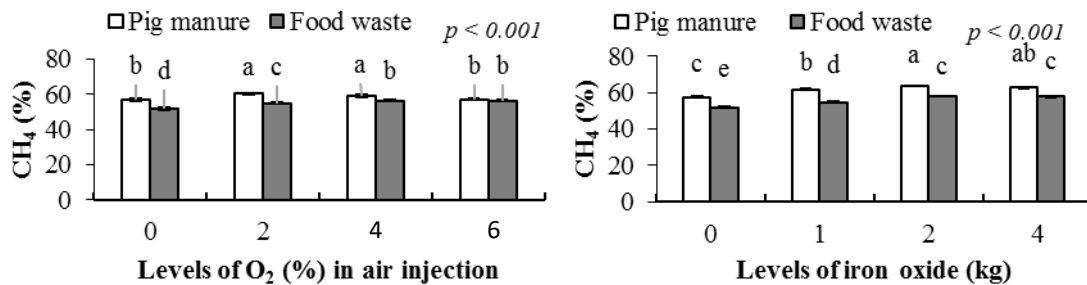 Pig manure Food waste
p < 0.001
80
60
40
20
0
CH₄ (%)
b d a c a b b b
0 2 4 6
Levels of O₂ (%) in air injection
Pig manure Food waste
p < 0.001
80
60
40
20
0
CH₄ (%)
c e b d a c ab c
0 1 2 4
Levels of iron oxide (kg)